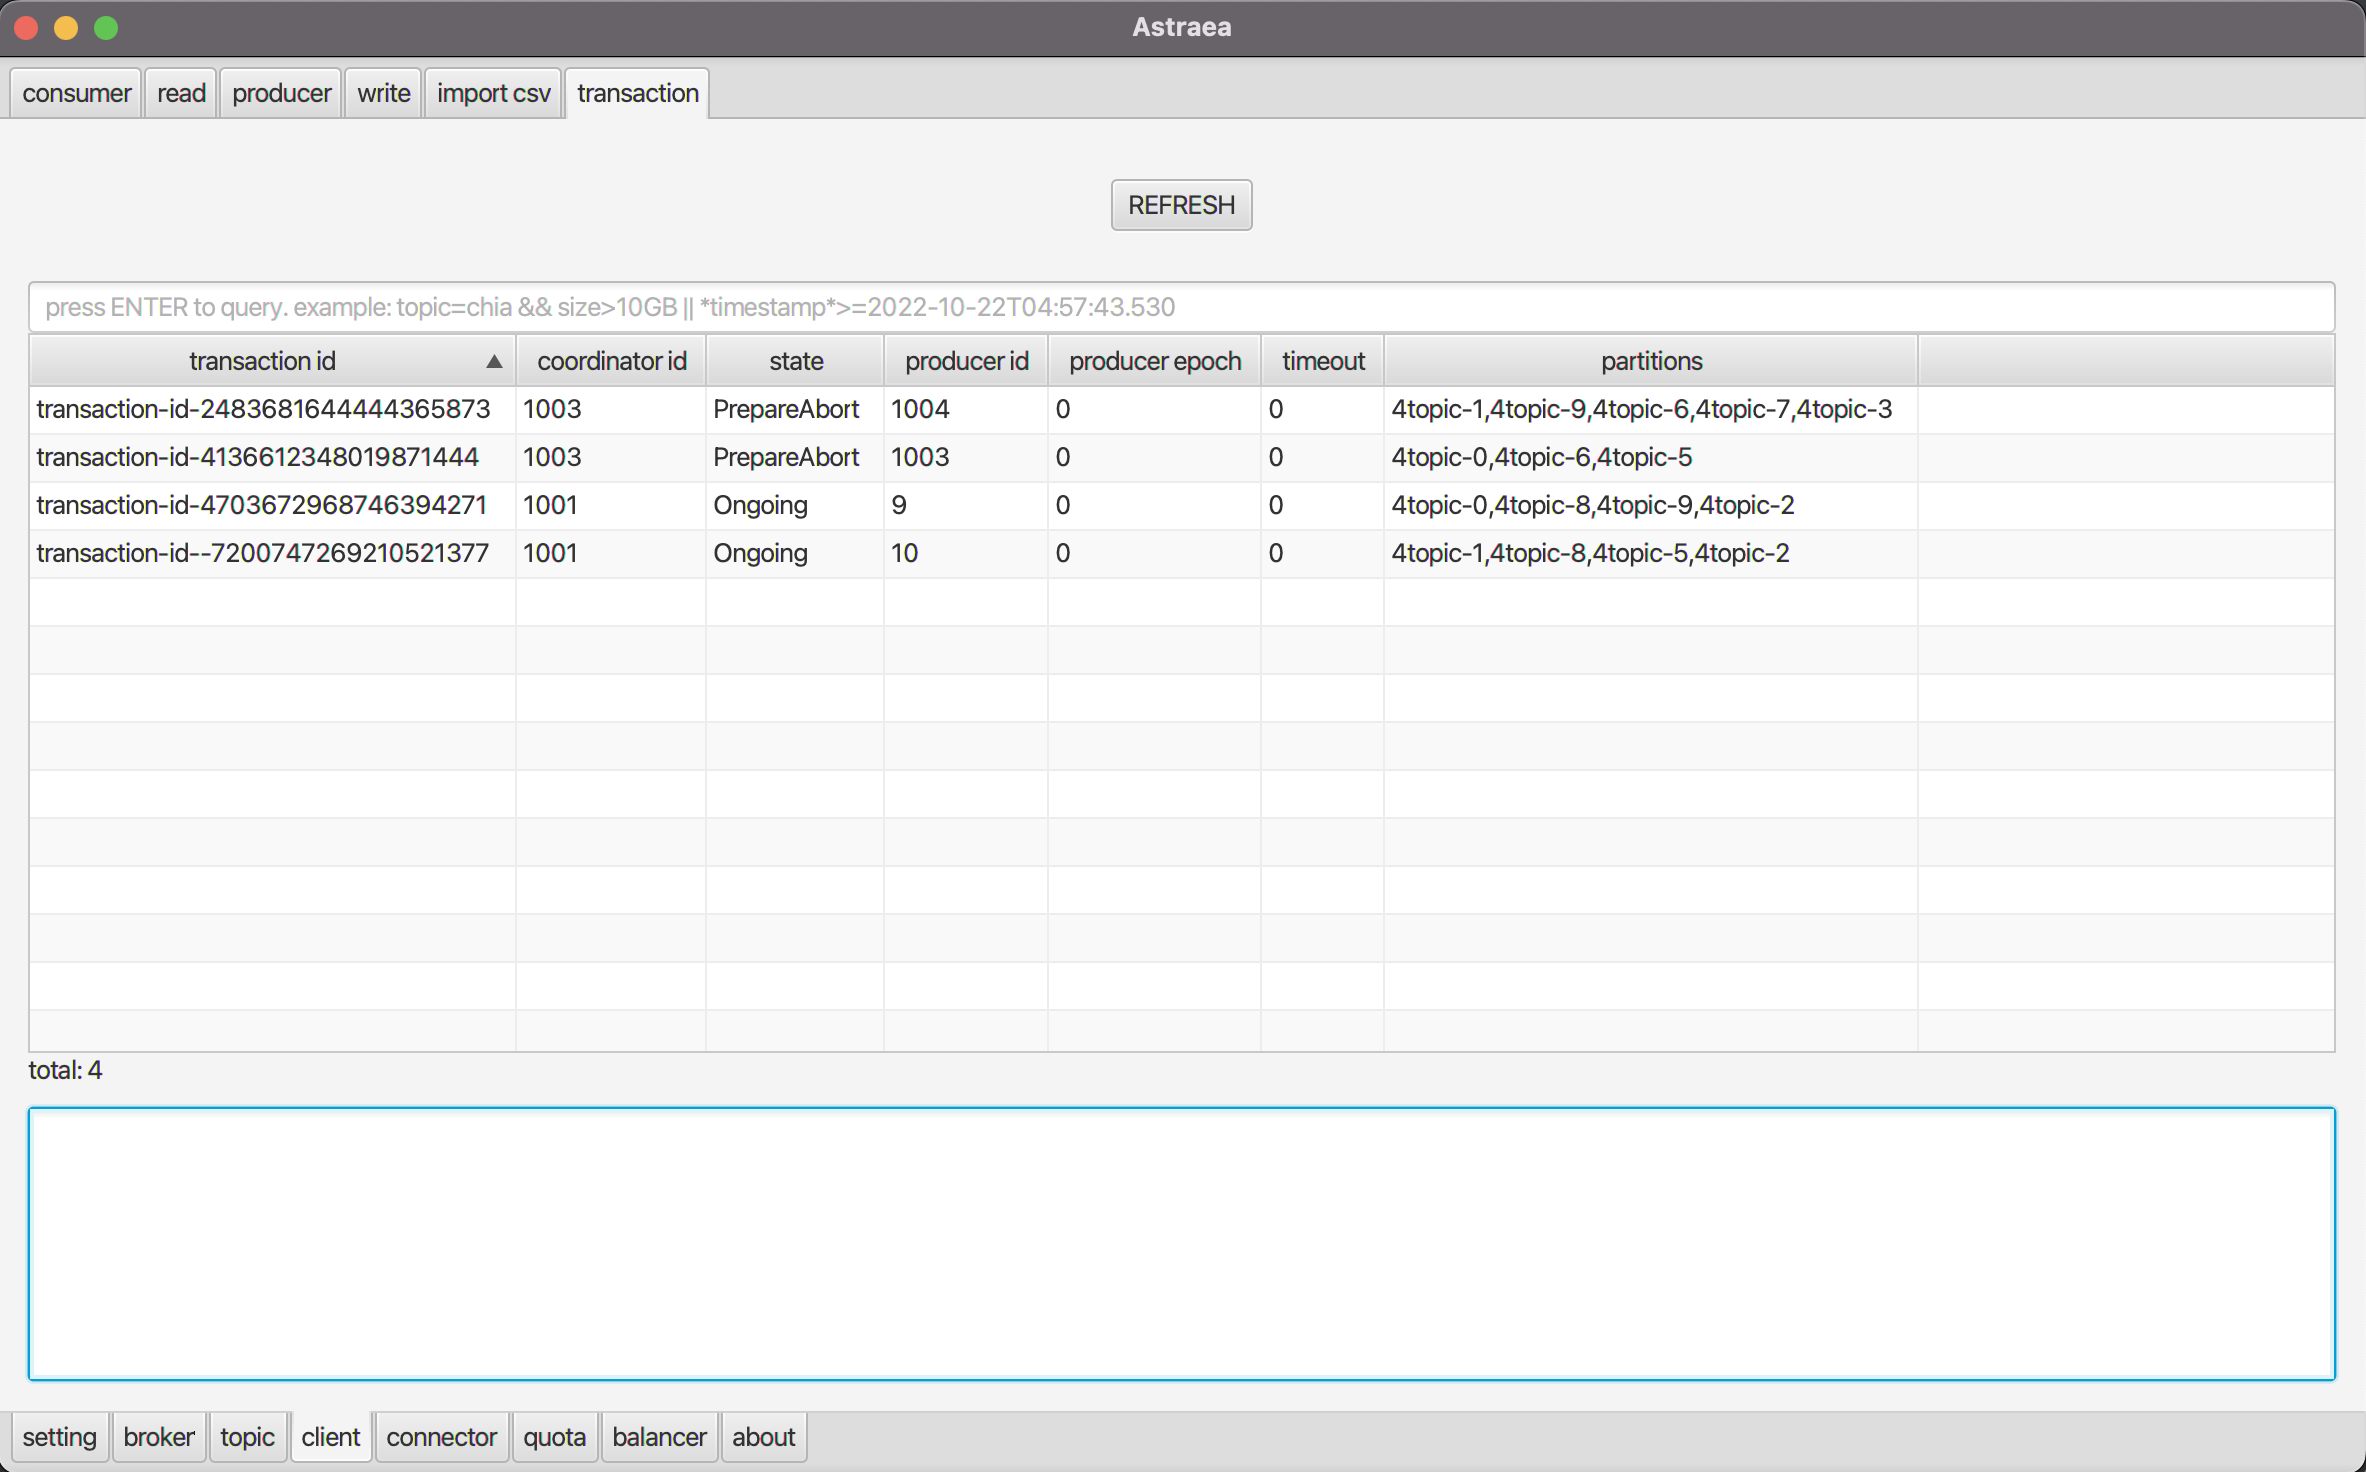 Astraea
consumer read producer write import csv transaction
REFRESH
press ENTER to query. example: topic=chia && size>10GB || *timestamp*>=2022-10-22T04:57:43.530
transaction id coordinator id state producer id producer epoch timeout partitions
transaction-id-2483681644444365873 1003 PrepareAbort 1004 0 0 4topic-1,4topic-9,4topic-6,4topic-7,4topic-3
transaction-id-4136612348019871444 1003 PrepareAbort 1003 0 0 4topic-0,4topic-6,4topic-5
transaction-id-4703672968746394271 1001 Ongoing 9 0 0 4topic-0,4topic-8,4topic-9,4topic-2
transaction-id--7200747269210521377 1001 Ongoing 10 0 0 4topic-1,4topic-8,4topic-5,4topic-2
total: 4
setting broker topic client connector quota balancer about